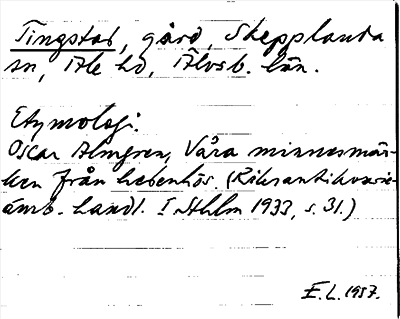 Tingstad, gård, Skepplanda
sn, Ale hd, Älvsb. län.
Etymologi.
Oscar Almgren, Våra minnesmär-
ken från hedenhös. (Riksantikvarie-
ämb. handl. I Sthlm 1933, s. 31.)
E.L. 1957.